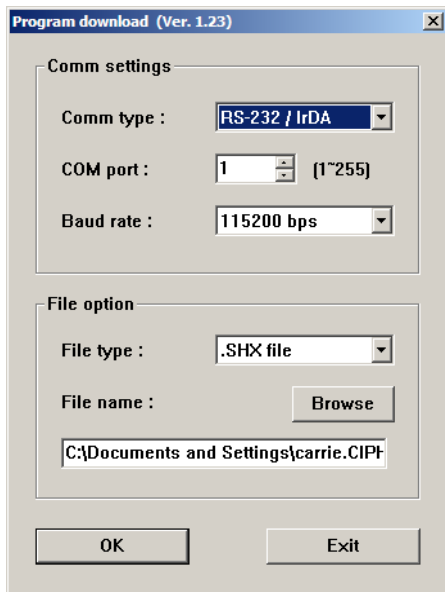 Program download (Ver. 1.23)
Comm settings
Comm type : RS-232 / IrDA
COM port : 1 (1~255)
Baud rate : 115200 bps
File option
File type : .SHX file
File name : Browse
C:\Documents and Settings\carrie.CIPH
OK Exit